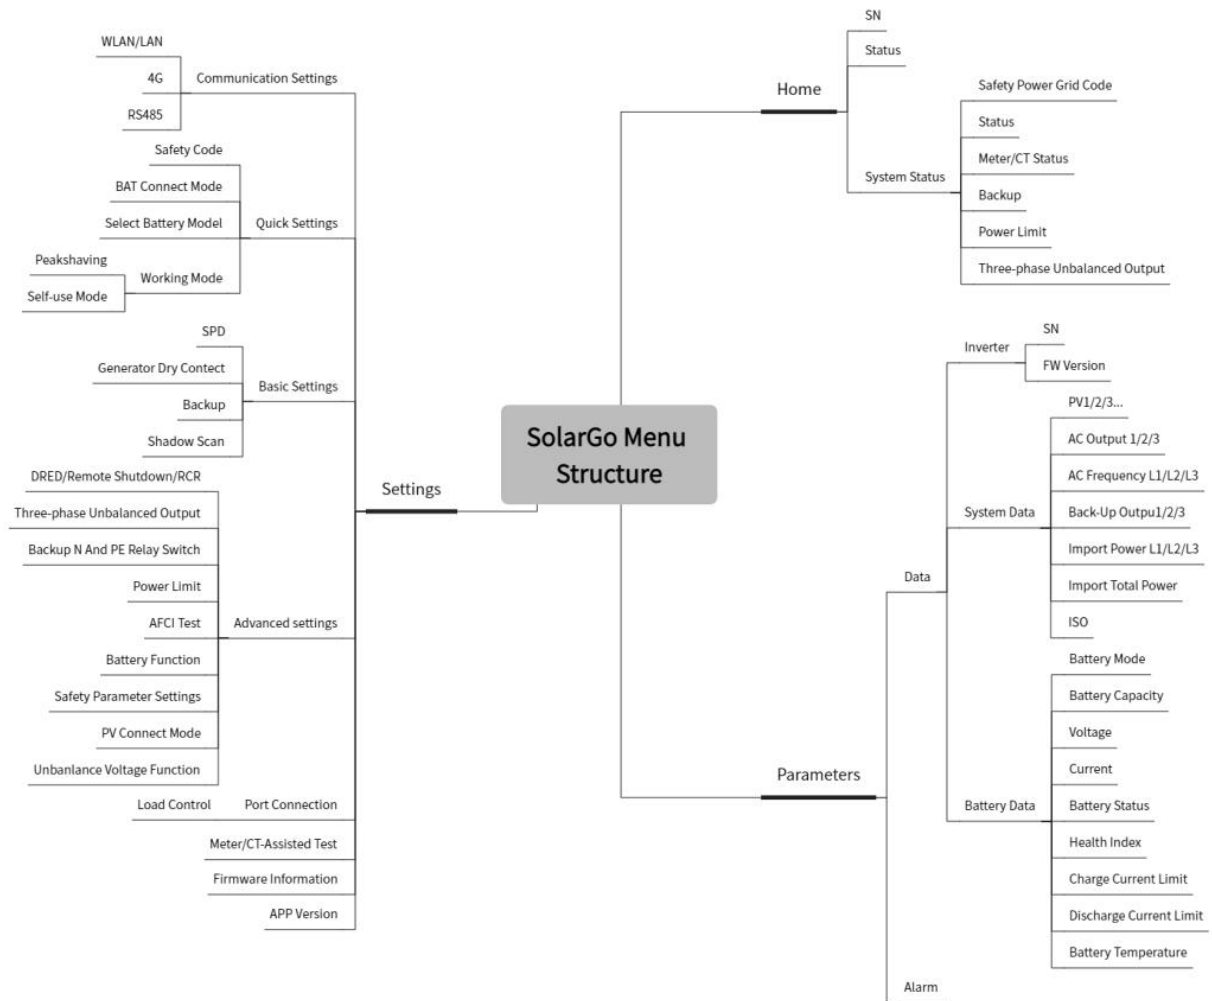 SolarGo Menu
Structure
Home
SN
Status
System Status
Safety Power Grid Code
Status
Meter/CT Status
Backup
Power Limit
Three-phase Unbalanced Output
Parameters
Data
Inverter
SN
FW Version
System Data
PV1/2/3...
AC Output 1/2/3
AC Frequency L1/L2/L3
Back-Up Outpu1/2/3
Import Power L1/L2/L3
Import Total Power
ISO
Battery Data
Battery Mode
Battery Capacity
Voltage
Current
Battery Status
Health Index
Charge Current Limit
Discharge Current Limit
Battery Temperature
Alarm
Settings
Communication Settings
WLAN/LAN
4G
RS485
Quick Settings
Safety Code
BAT Connect Mode
Select Battery Model
Working Mode
Peakshaving
Self-use Mode
Basic Settings
SPD
Generator Dry Contect
Backup
Shadow Scan
Advanced settings
DRED/Remote Shutdown/RCR
Three-phase Unbalanced Output
Backup N And PE Relay Switch
Power Limit
AFCI Test
Battery Function
Safety Parameter Settings
PV Connect Mode
Unbanlance Voltage Function
Port Connection
Load Control
Meter/CT-Assisted Test
Firmware Information
APP Version